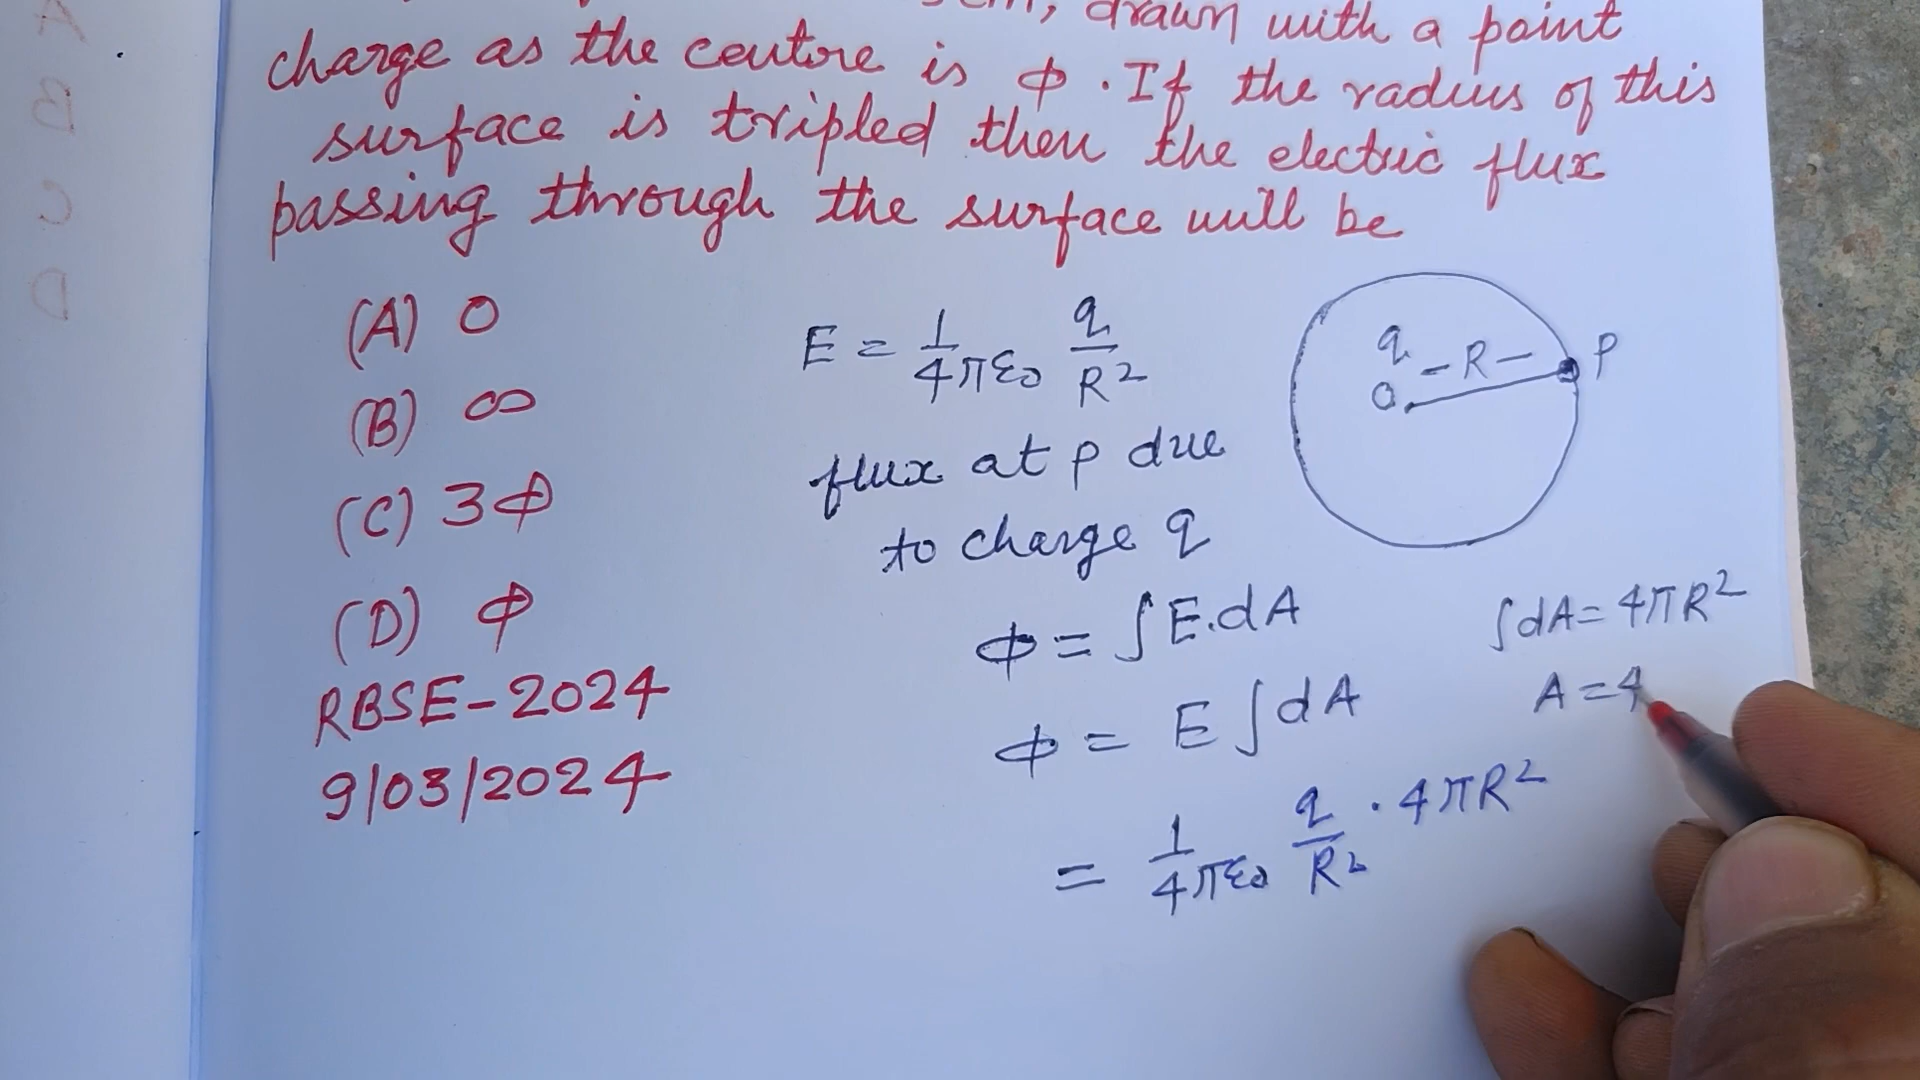 drawn with a point
charge as the centre is ϕ. If the radius of this
surface is tripled then the electric flux
passing through the surface will be
(A) 0
(B) ∞
(C) 3ϕ
(D) ϕ
RBSE-2024
9/03/2024
E = 1/4πε₀ q/R²
flux at p due
to charge q
ϕ = ∫E.dA
ϕ = E∫dA
= 1/4πε₀ q/R² · 4πR²
q
-R- P
O
∫dA = 4πR²
A = 4
A
B
C
D